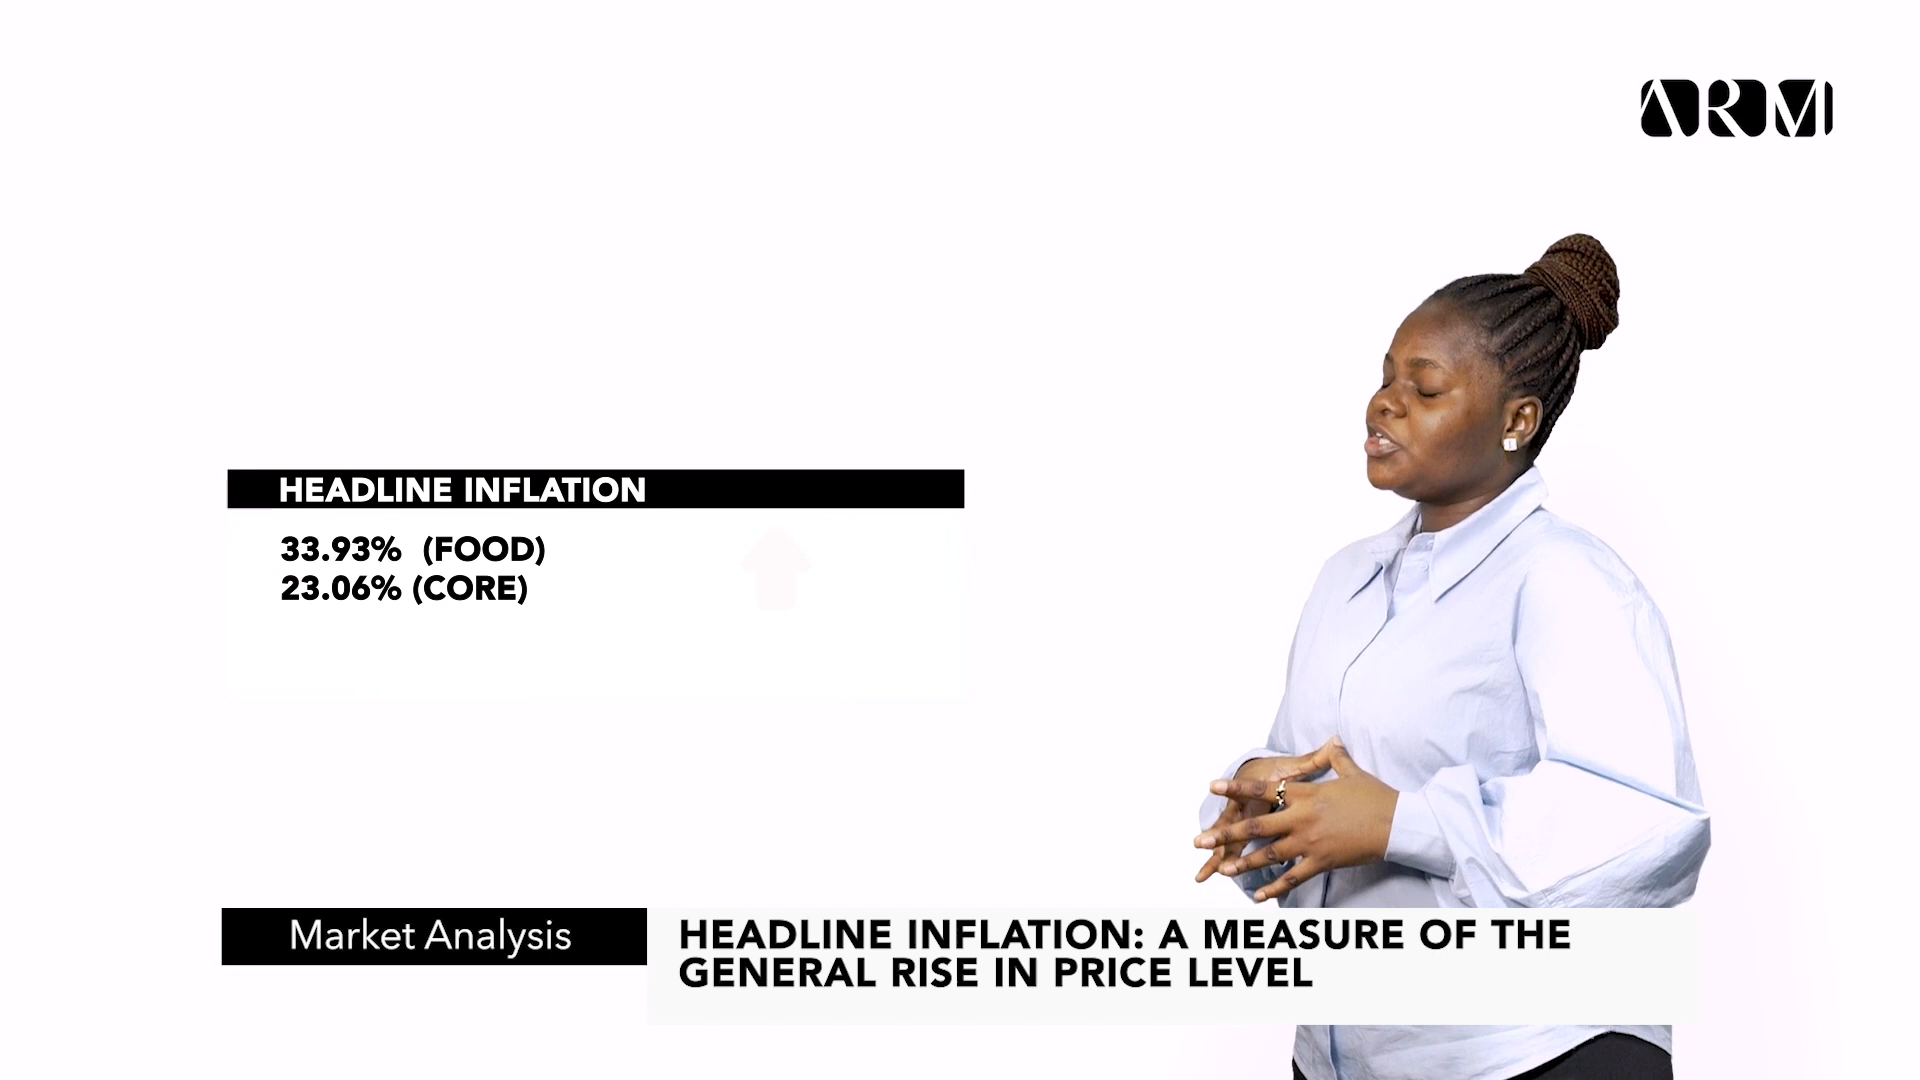 ARM
HEADLINE INFLATION
33.93% (FOOD)
23.06% (CORE)
Market Analysis
HEADLINE INFLATION: A MEASURE OF THE
GENERAL RISE IN PRICE LEVEL